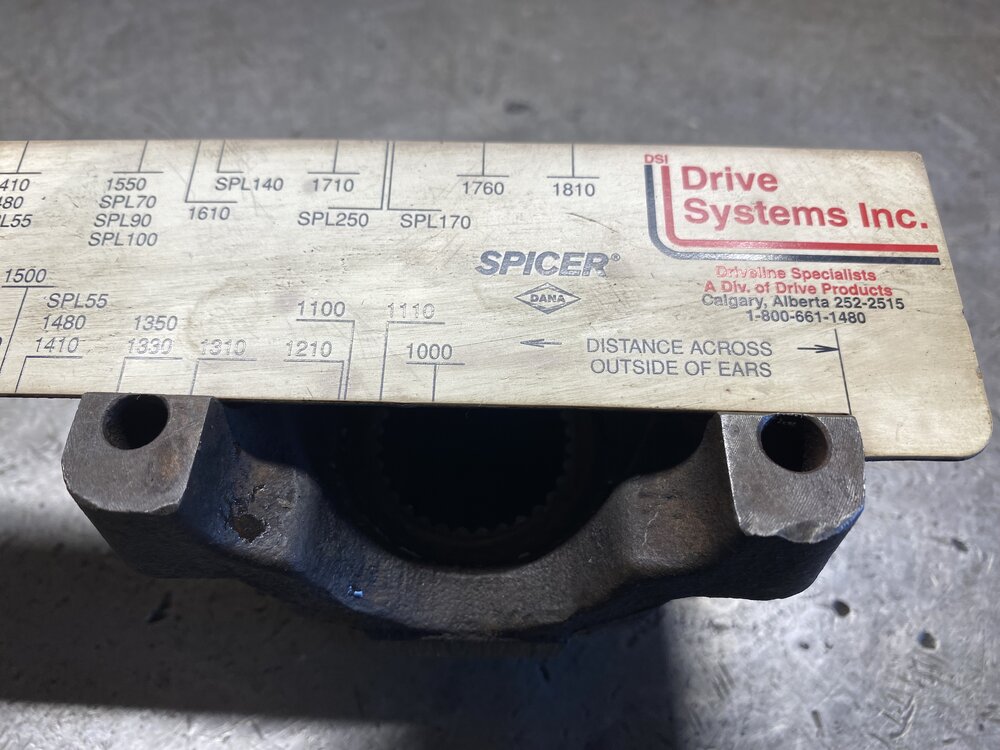 410
1550
SPL140
1710
1760
1810
480
SPL70
1610
SPL250
SPL170
L55
SPL90
SPL100
DSI
Drive
Systems Inc.
SPICER®
DANA
Driveline Specialists
A Div. of Drive Products
Calgary, Alberta 252-2515
1-800-661-1480
1500
SPL55
1480
1350
1100
1110
1410
1330
1310
1210
1000
DISTANCE ACROSS
OUTSIDE OF EARS